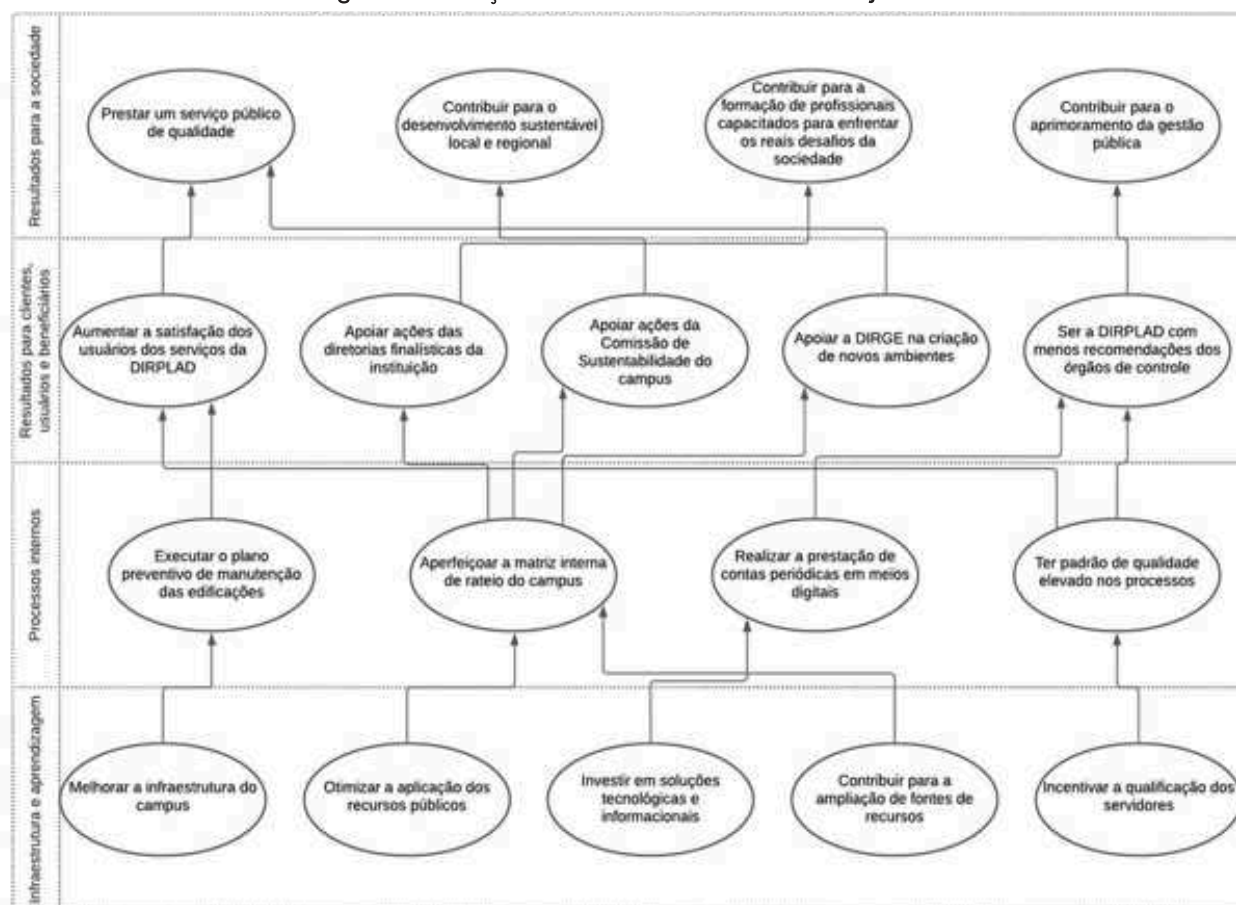 Resultados para a sociedade
Prestar um serviço público
de qualidade
Contribuir para o
desenvolvimento sustentável
local e regional
Contribuir para a
formação de profissionais
capacitados para enfrentar
os reais desafios da
sociedade
Contribuir para o
aprimoramento da gestão
pública
Resultados para clientes,
usuários e beneficiários
Aumentar a satisfação dos
usuários dos serviços da
DIRPLAD
Apoiar ações das
diretorias finalísticas da
instituição
Apoiar ações da
Comissão de
Sustentabilidade do
campus
Apoiar a DIRGE na criação
de novos ambientes
Ser a DIRPLAD com
menos recomendações dos
órgãos de controle
Processos internos
Executar o plano
preventivo de manutenção
das edificações
Aperfeiçoar a matriz interna
de rateio do campus
Realizar a prestação de
contas periódicas em meios
digitais
Ter padrão de qualidade
elevado nos processos
Infraestrutura e aprendizagem
Melhorar a infraestrutura do
campus
Otimizar a aplicação dos
recursos públicos
Investir em soluções
tecnológicas e
informacionais
Contribuir para a
ampliação de fontes de
recursos
Incentivar a qualificação dos
servidores